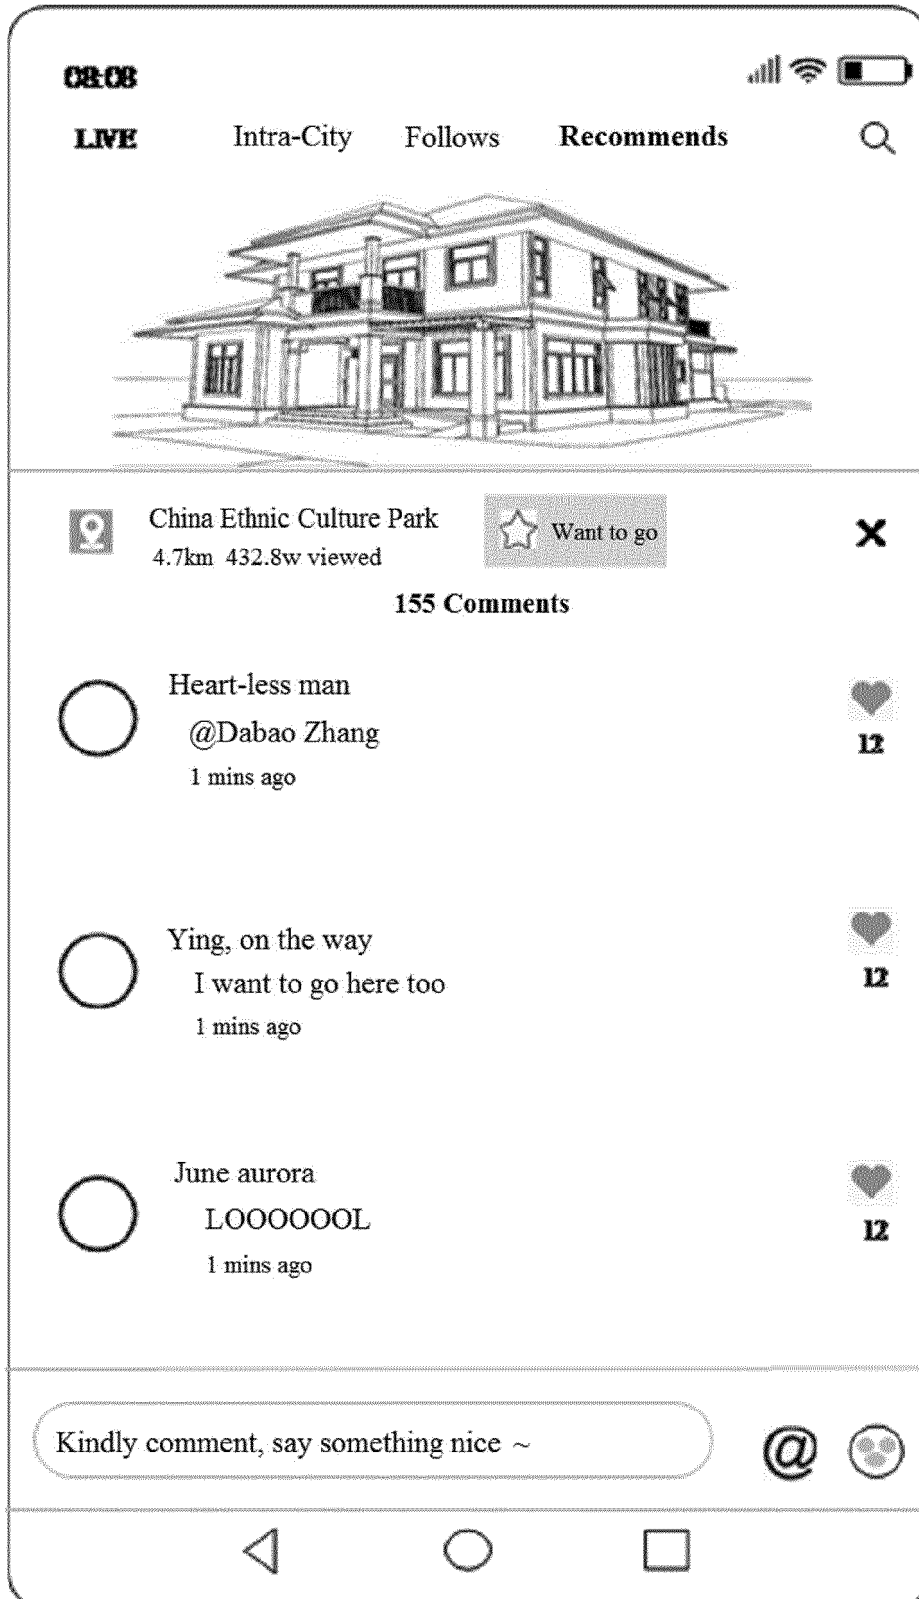 08:08
LIVE Intra-City Follows Recommends
China Ethnic Culture Park
Want to go
4.7km 432.8w viewed
155 Comments
Heart-less man
@Dabao Zhang
12
1 mins ago
Ying, on the way
I want to go here too
12
1 mins ago
June aurora
LOOOOOOL
12
1 mins ago
Kindly comment, say something nice ~
@